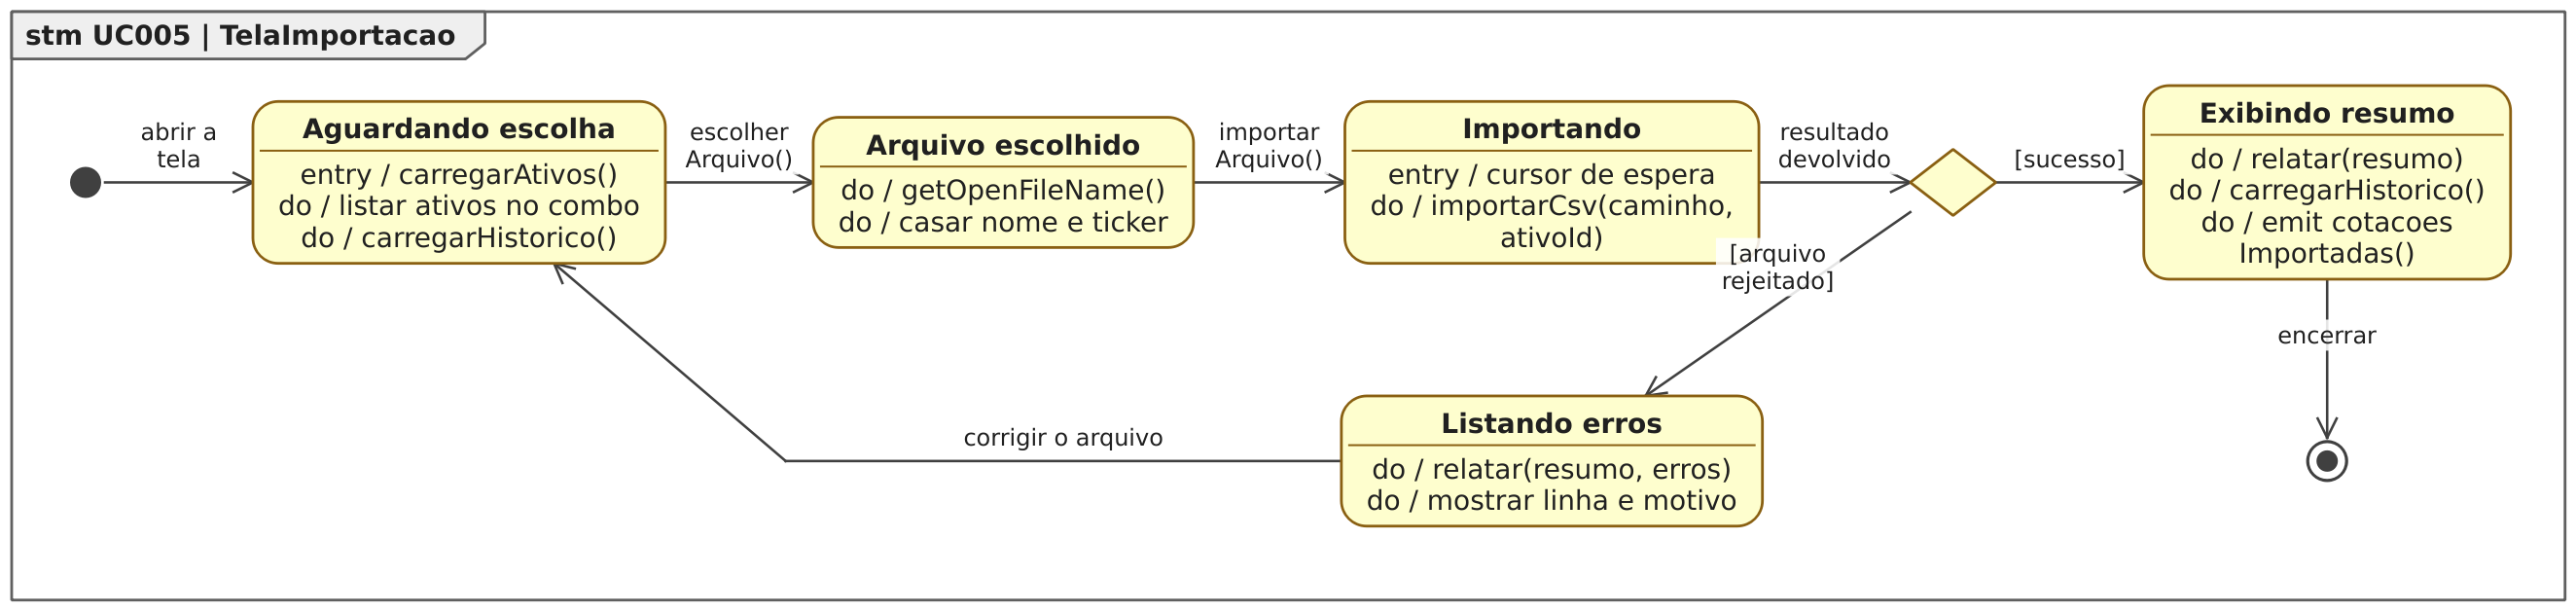 stm UC005 | TelaImportacao
abrir a
tela
Aguardando escolha
entry / carregarAtivos()
do / listar ativos no combo
do / carregarHistorico()
escolher
Arquivo()
Arquivo escolhido
do / getOpenFileName()
do / casar nome e ticker
importar
Arquivo()
Importando
entry / cursor de espera
do / importarCsv(caminho,
ativoId)
resultado
devolvido
[sucesso]
Exibindo resumo
do / relatar(resumo)
do / carregarHistorico()
do / emit cotacoes
Importadas()
[arquivo
rejeitado]
encerrar
Listando erros
do / relatar(resumo, erros)
do / mostrar linha e motivo
corrigir o arquivo